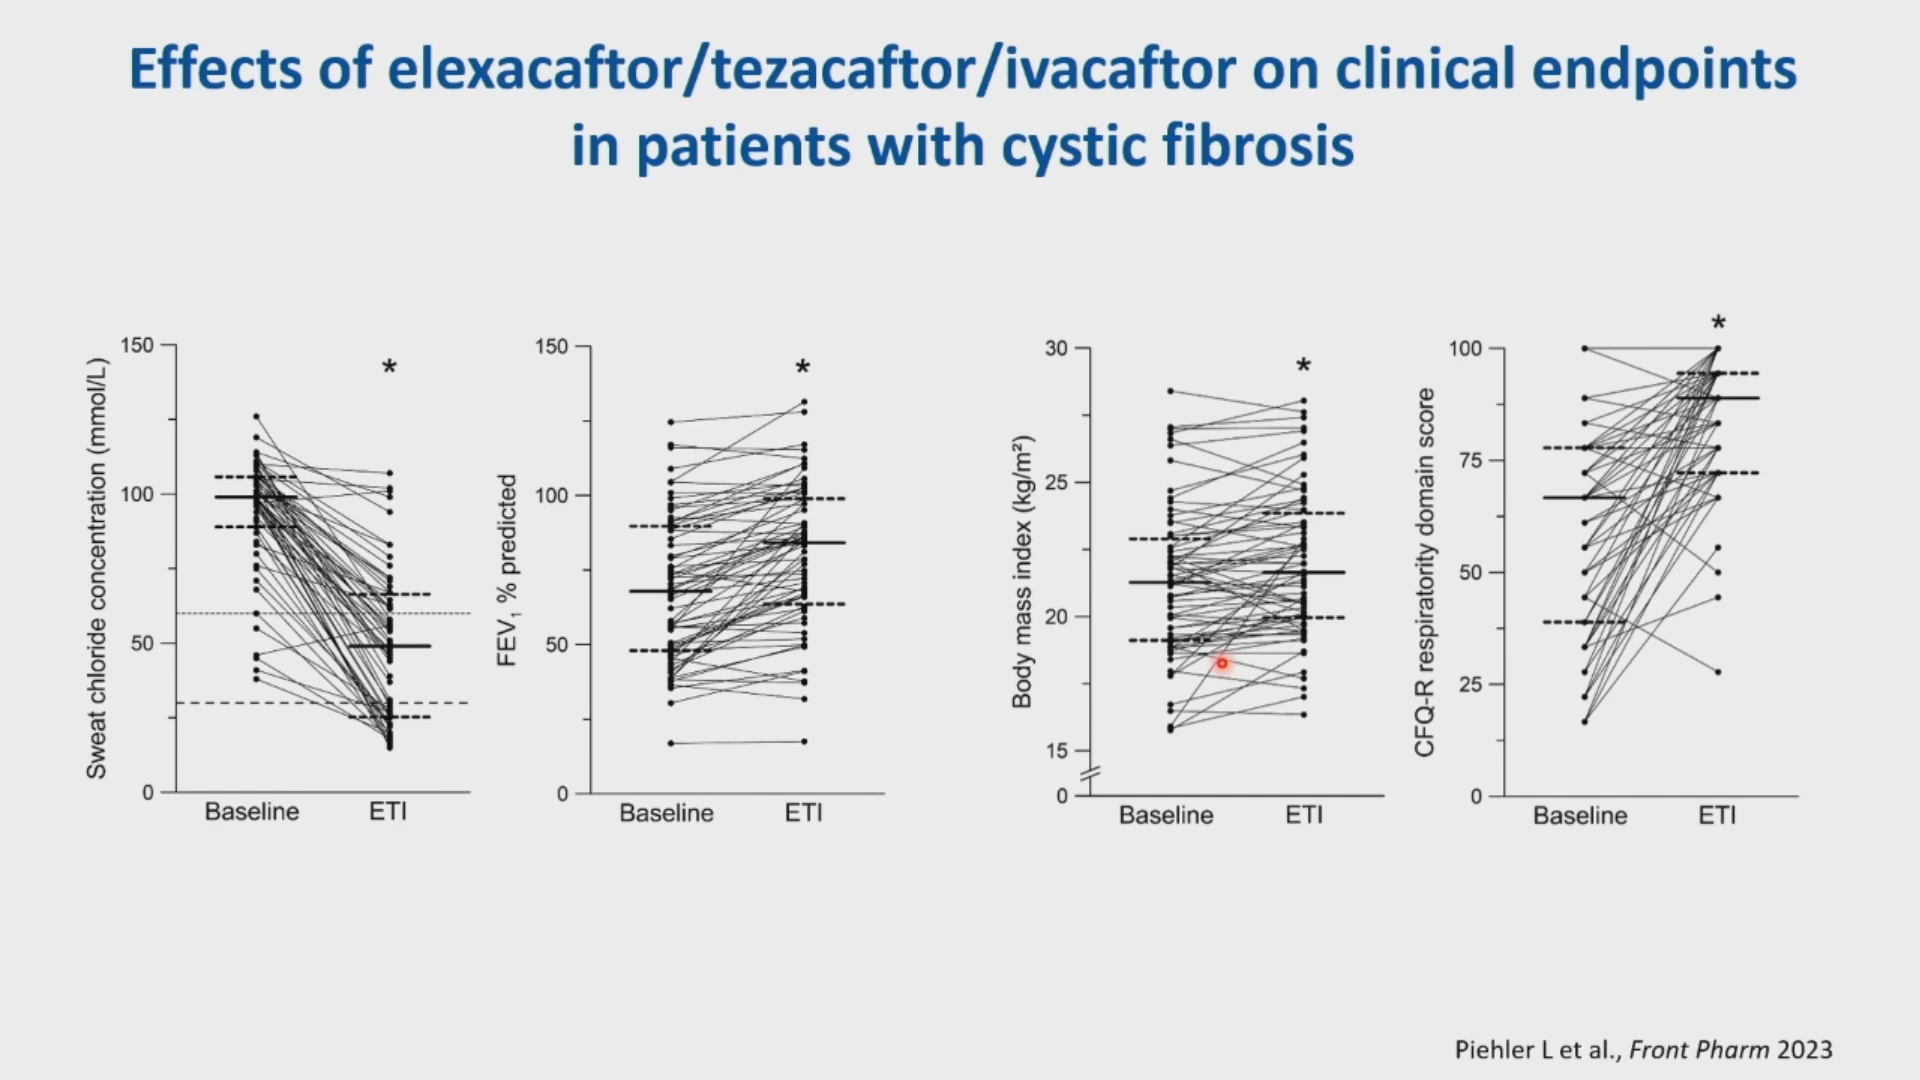 Effects of elexacaftor/tezacaftor/ivacaftor on clinical endpoints
in patients with cystic fibrosis
Sweat chloride concentration (mmol/L)
150
100
50
0
*
Baseline
ETI
FEV₁ % predicted
150
100
50
0
*
Baseline
ETI
Body mass index (kg/m²)
30
25
20
15
0
*
Baseline
ETI
CFQ-R respiratory domain score
100
75
50
25
0
*
Baseline
ETI
Piehler L et al., Front Pharm 2023